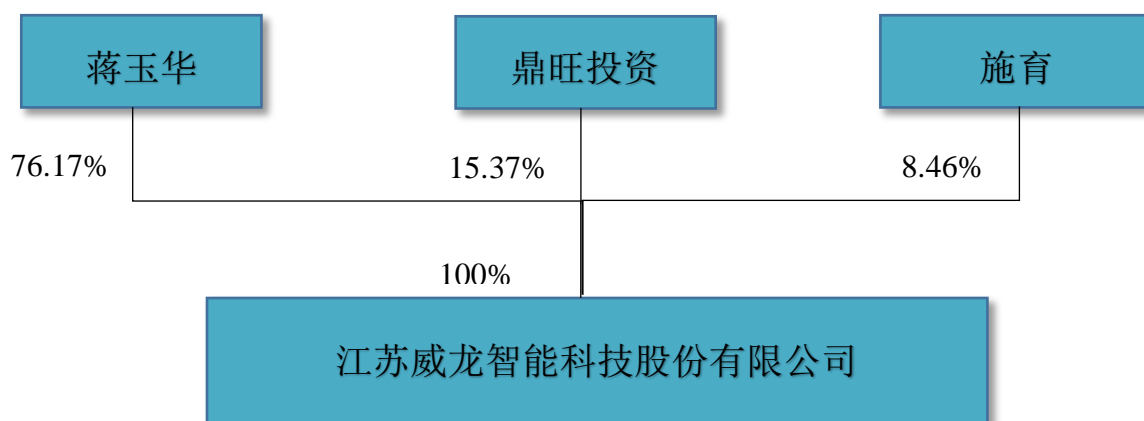 蒋玉华
鼎旺投资
施育
76.17%
15.37%
8.46%
100%
江苏威龙智能科技股份有限公司